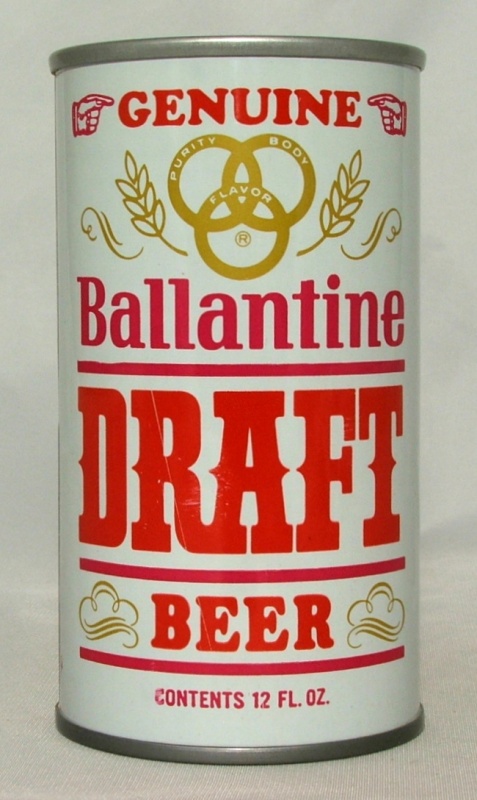 GENUINE
PURITY BODY
FLAVOR
®
Ballantine
DRAFT
BEER
CONTENTS 12 FL. OZ.